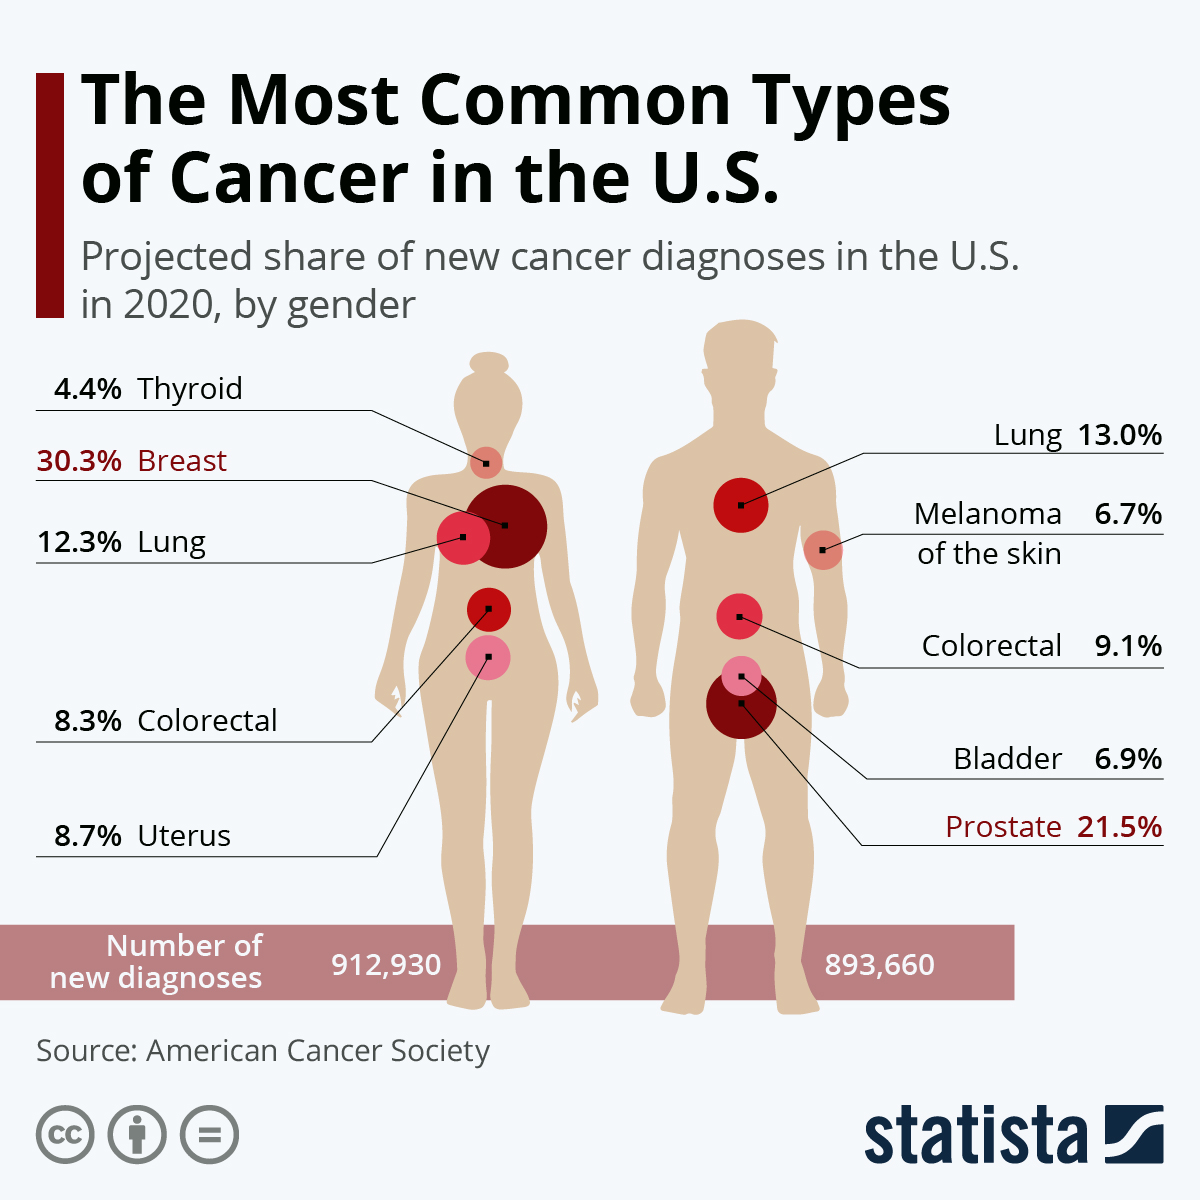 The Most Common Types
of Cancer in the U.S.
Projected share of new cancer diagnoses in the U.S.
in 2020, by gender
4.4% Thyroid
30.3% Breast
12.3% Lung
8.3% Colorectal
8.7% Uterus
Lung 13.0%
Melanoma 6.7%
of the skin
Colorectal 9.1%
Bladder 6.9%
Prostate 21.5%
Number of
new diagnoses
912,930
893,660
Source: American Cancer Society
cc
statista